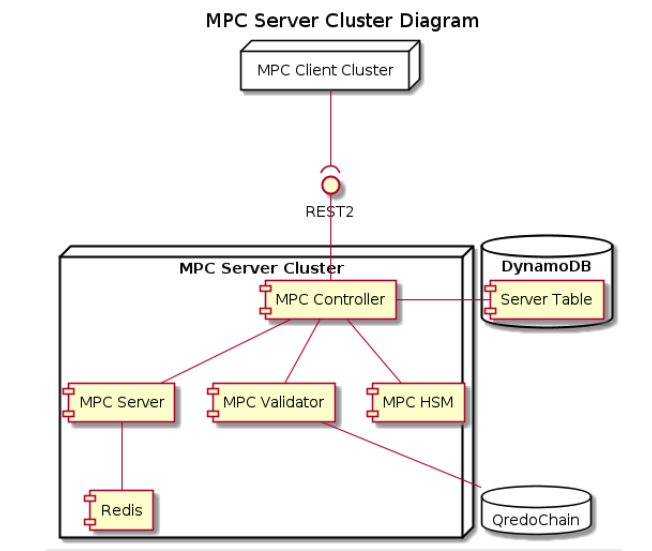 MPC Server Cluster Diagram
MPC Client Cluster
REST2
MPC Server Cluster
DynamoDB
MPC Controller
Server Table
MPC Server
MPC Validator
MPC HSM
Redis
QredoChain